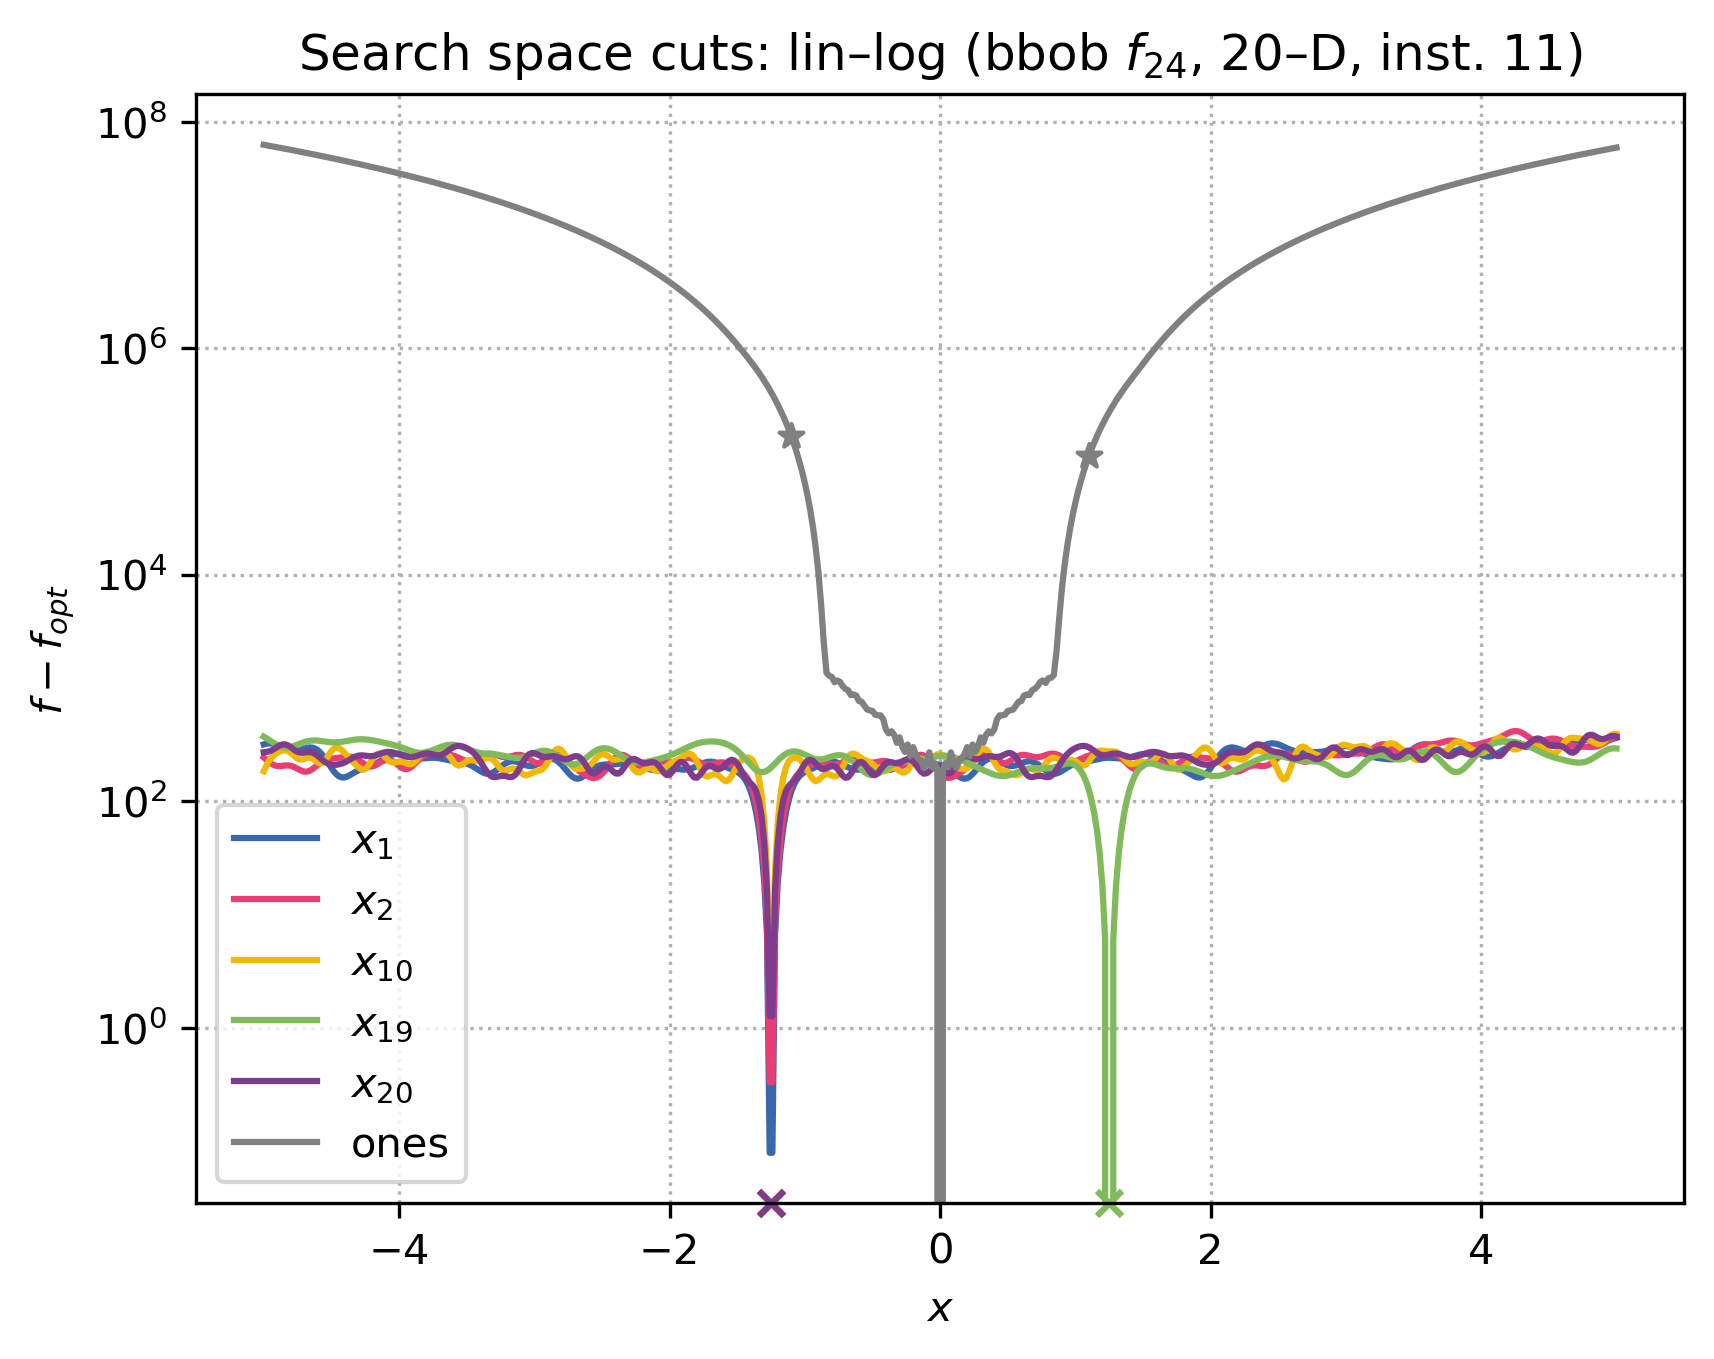 Search space cuts: lin–log (bbob f24, 20–D, inst. 11)
10^8
10^6
10^4
10^2
10^0
f − fopt
x1
x2
x10
x19
x20
ones
−4 −2 0 2 4
x